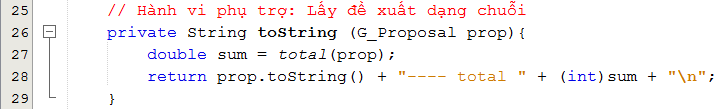 25 // Hành vi phụ trợ: Lấy đề xuất dạng chuỗi
26 private String toString (G_Proposal prop){
27 double sum = total(prop);
28 return prop.toString() + "---- total " + (int)sum + "\n";
29 }